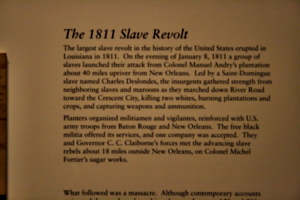 The 1811 Slave Revolt
The largest slave revolt in the history of the United States erupted in
Louisiana in 1811. On the evening of January 8, 1811 a group of
slaves launched their attack from Colonel Manuel Andry's plantation
about 40 miles upriver from New Orleans. Led by a Saint-Domingue
slave named Charles Deslondes, the insurgents gathered strength from
neighboring slaves and maroons as they marched down River Road
toward the Crescent City, killing two whites, burning plantations and
crops, and capturing weapons and ammunition.
Planters organized militiamen and vigilantes, reinforced with U.S.
army troops from Baton Rouge and New Orleans. The free black
militia offered its services, and one company was accepted. They
and Governor C. C. Claiborne's forces met the advancing slave
rebels about 18 miles outside New Orleans, on Colonel Michel
Fortier's sugar works.
What followed was a massacre. Although contemporary accounts